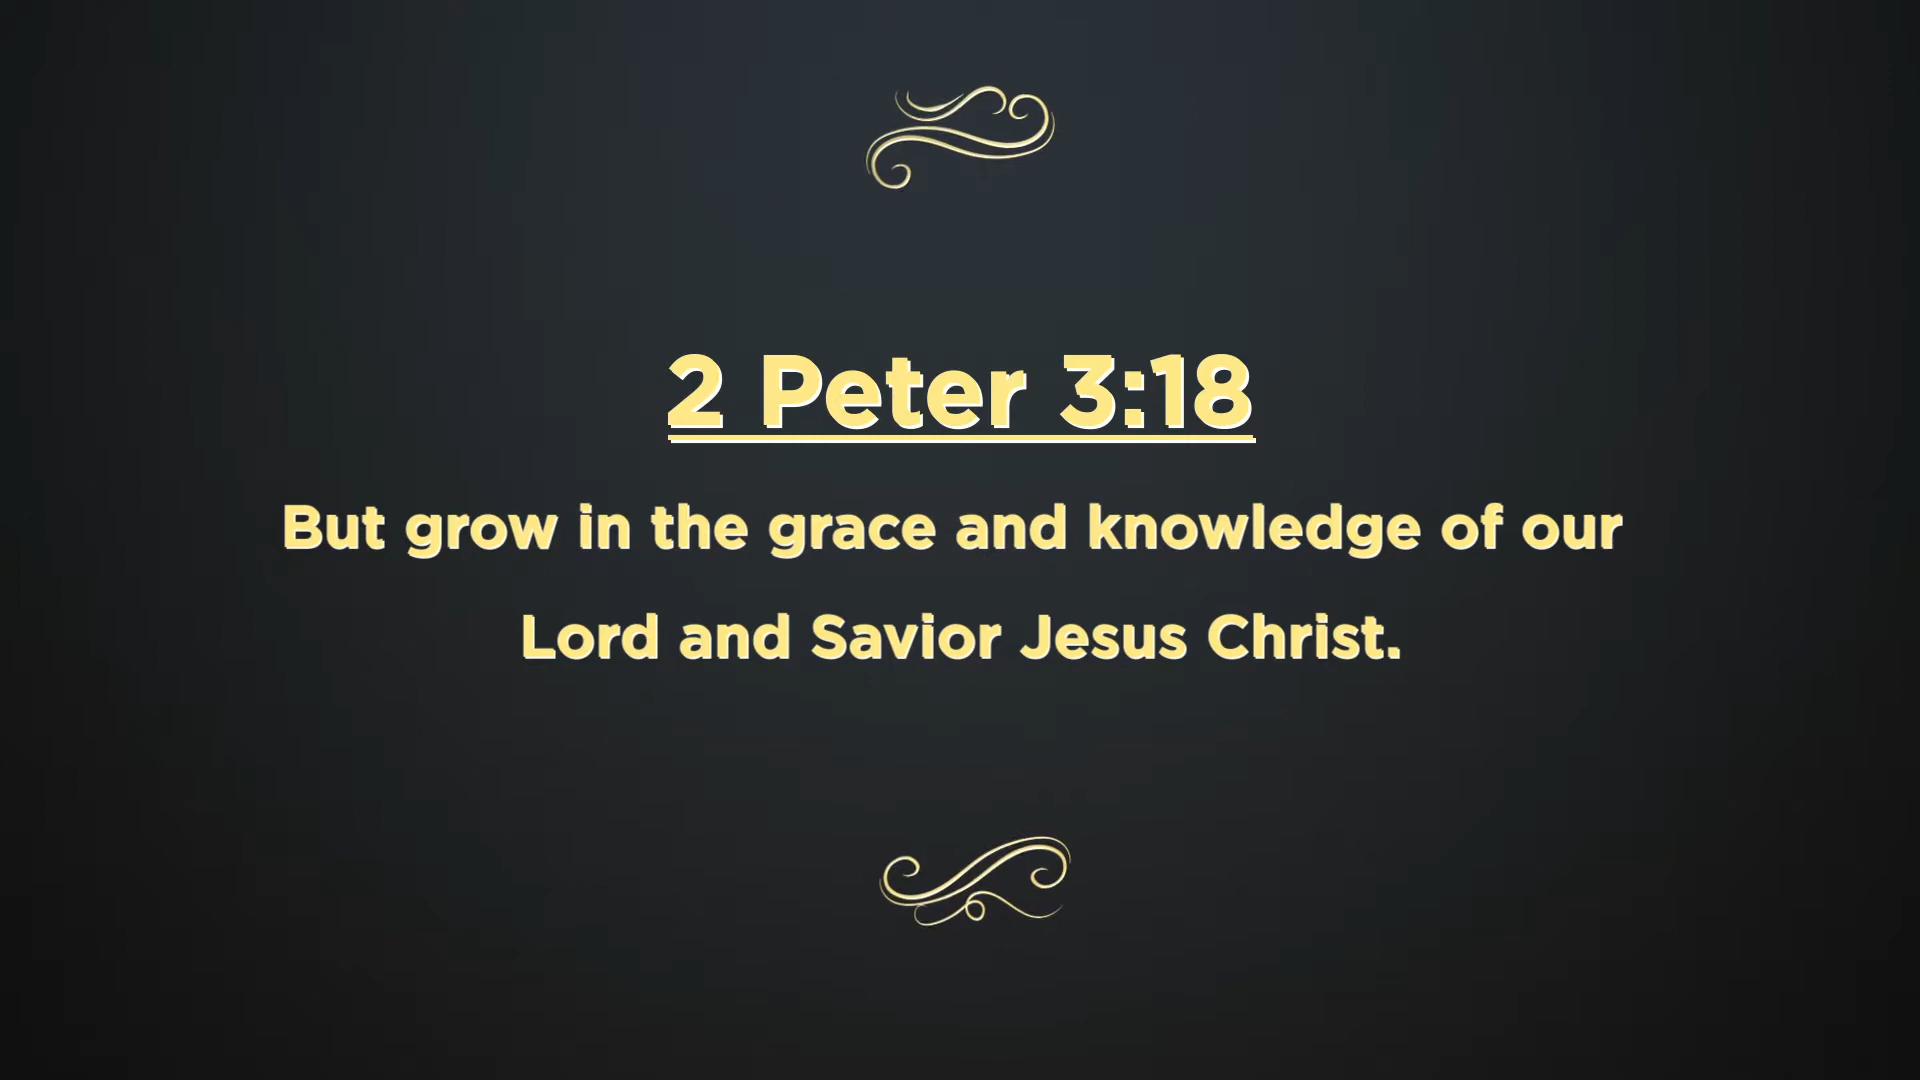 2 Peter 3:18
But grow in the grace and knowledge of our
Lord and Savior Jesus Christ.